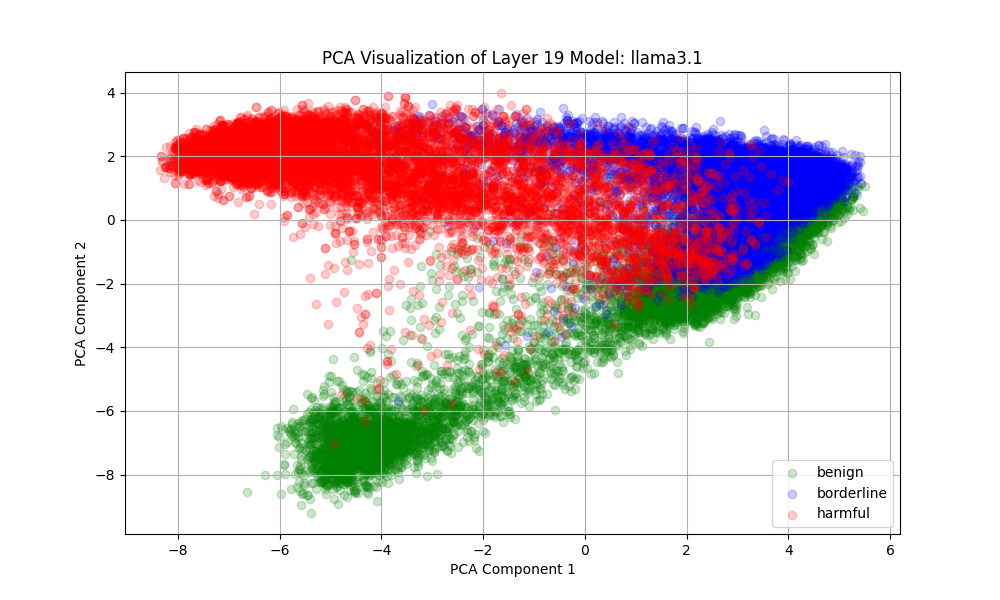 PCA Visualization of Layer 19 Model: llama3.1
PCA Component 2
4
2
0
−2
−4
−6
−8
benign
borderline
harmful
−8 −6 −4 −2 0 2 4 6
PCA Component 1